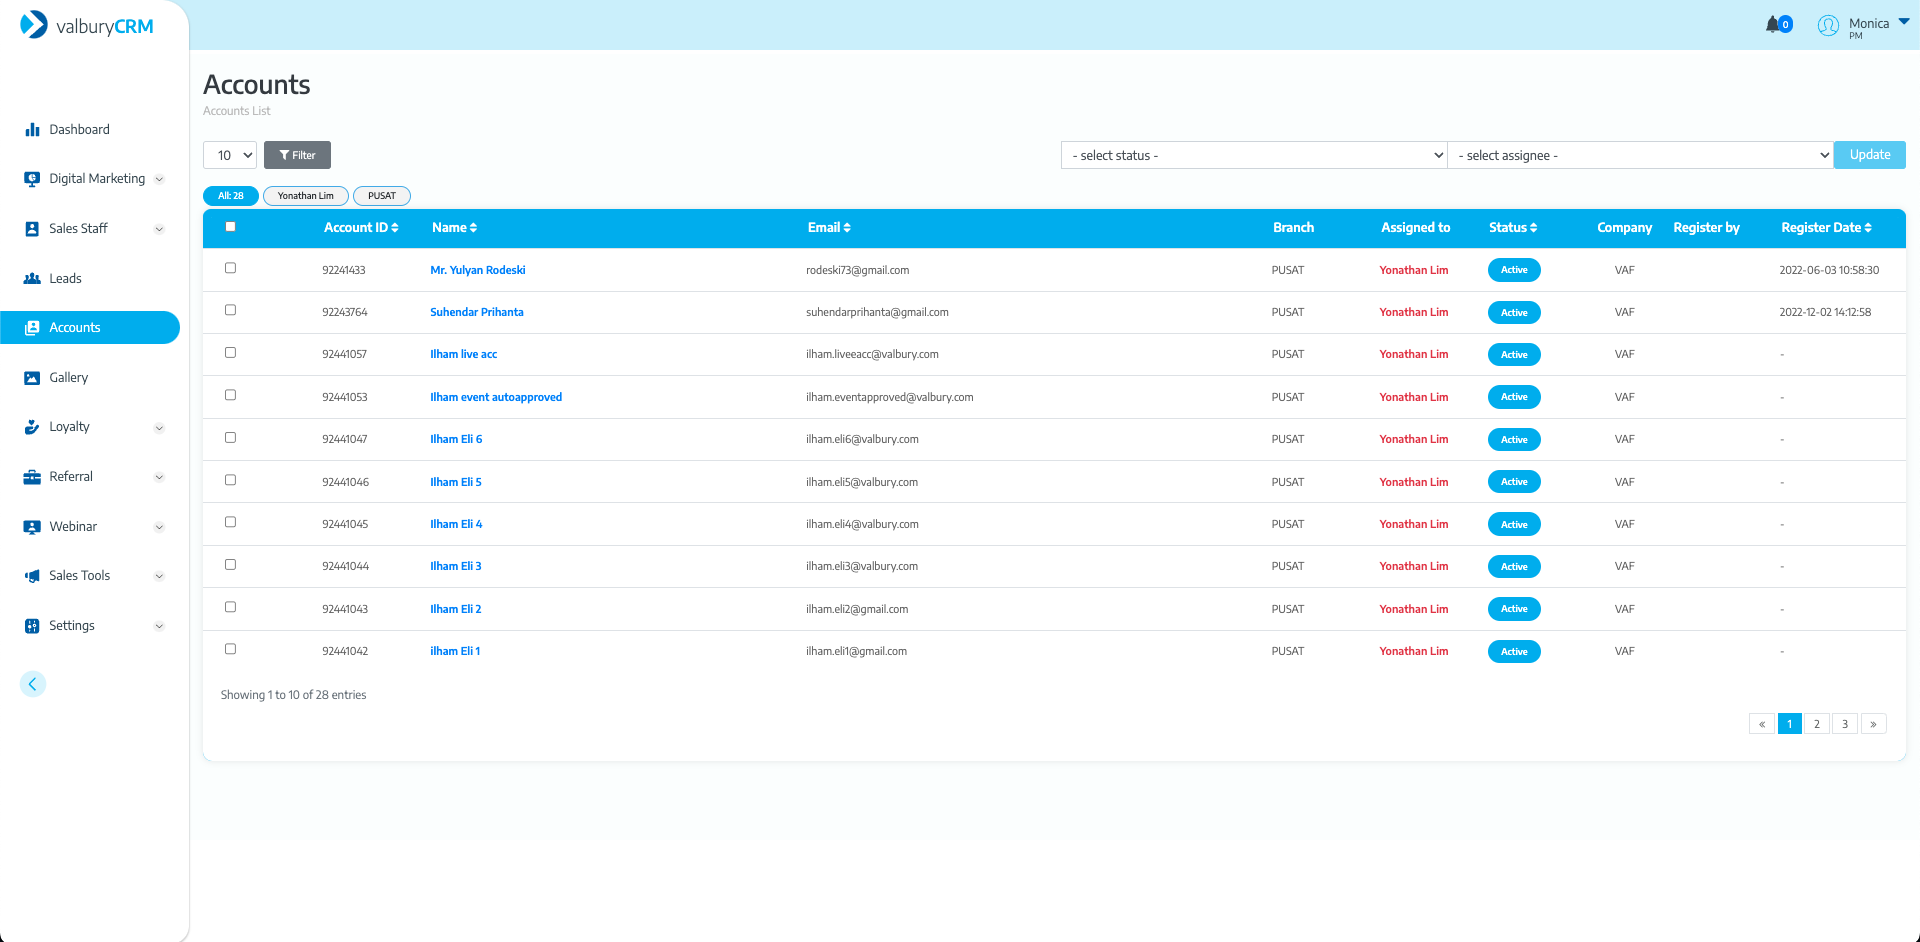 valburyCRM
0
Monica
PM
Dashboard
Digital Marketing
Sales Staff
Leads
Accounts
Gallery
Loyalty
Referral
Webinar
Sales Tools
Settings
Accounts
Accounts List
10 Filter - select status - - select assignee - Update
All: 28 Yonathan Lim PUSAT
Account ID Name Email Branch Assigned to Status Company Register by Register Date
92241433 Mr. Yulyan Rodeski rodeski73@gmail.com PUSAT Yonathan Lim Active VAF 2022-06-03 10:58:30
92243764 Suhendar Prihanta suhendarprihanta@gmail.com PUSAT Yonathan Lim Active VAF 2022-12-02 14:12:58
92441057 Ilham live acc ilham.liveeacc@valbury.com PUSAT Yonathan Lim Active VAF -
92441053 Ilham event autoapproved ilham.eventapproved@valbury.com PUSAT Yonathan Lim Active VAF -
92441047 Ilham Eli 6 ilham.eli6@valbury.com PUSAT Yonathan Lim Active VAF -
92441046 Ilham Eli 5 ilham.eli5@valbury.com PUSAT Yonathan Lim Active VAF -
92441045 Ilham Eli 4 ilham.eli4@valbury.com PUSAT Yonathan Lim Active VAF -
92441044 Ilham Eli 3 ilham.eli3@valbury.com PUSAT Yonathan Lim Active VAF -
92441043 Ilham Eli 2 ilham.eli2@gmail.com PUSAT Yonathan Lim Active VAF -
92441042 ilham Eli 1 ilham.eli1@gmail.com PUSAT Yonathan Lim Active VAF -
Showing 1 to 10 of 28 entries
« 1 2 3 »